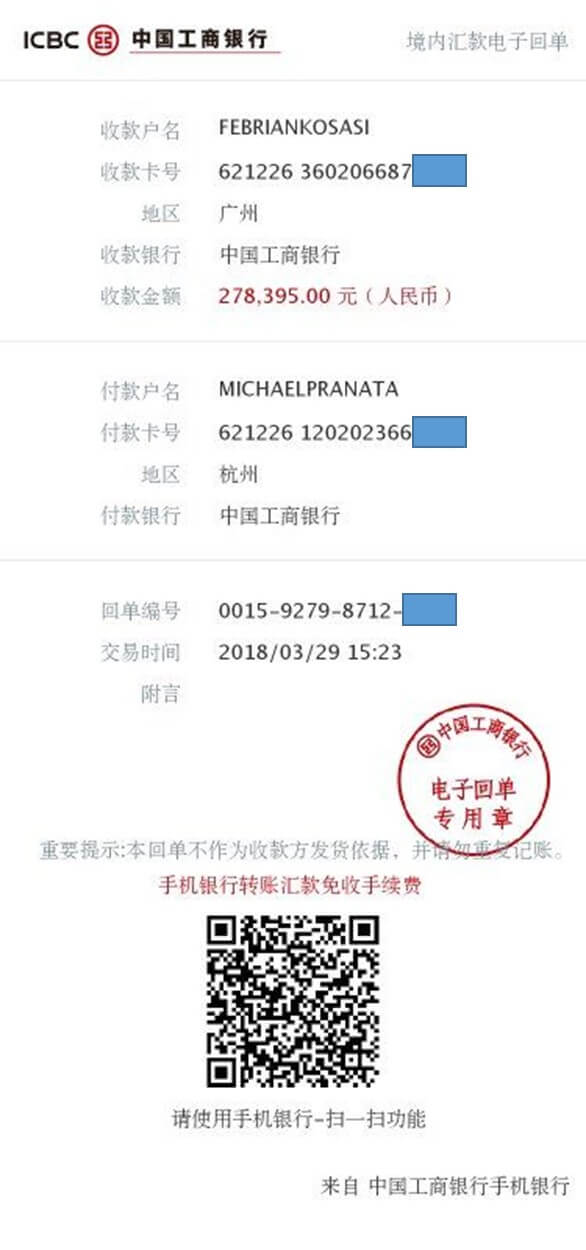 ICBC 中国工商银行 境内汇款电子回单
收款户名 FEBRIANKOSASI
收款卡号 621226 360206687
地区 广州
收款银行 中国工商银行
收款金额 278,395.00 元（人民币）
付款户名 MICHAELPRANATA
付款卡号 621226 120202366
地区 杭州
付款银行 中国工商银行
回单编号 0015-9279-8712-
交易时间 2018/03/29 15:23
附言
中国工商银行
电子回单
专用章
重要提示:本回单不作为收款方发货依据，并请勿重复记账。
手机银行转账汇款免收手续费
请使用手机银行-扫一扫功能
来自 中国工商银行手机银行